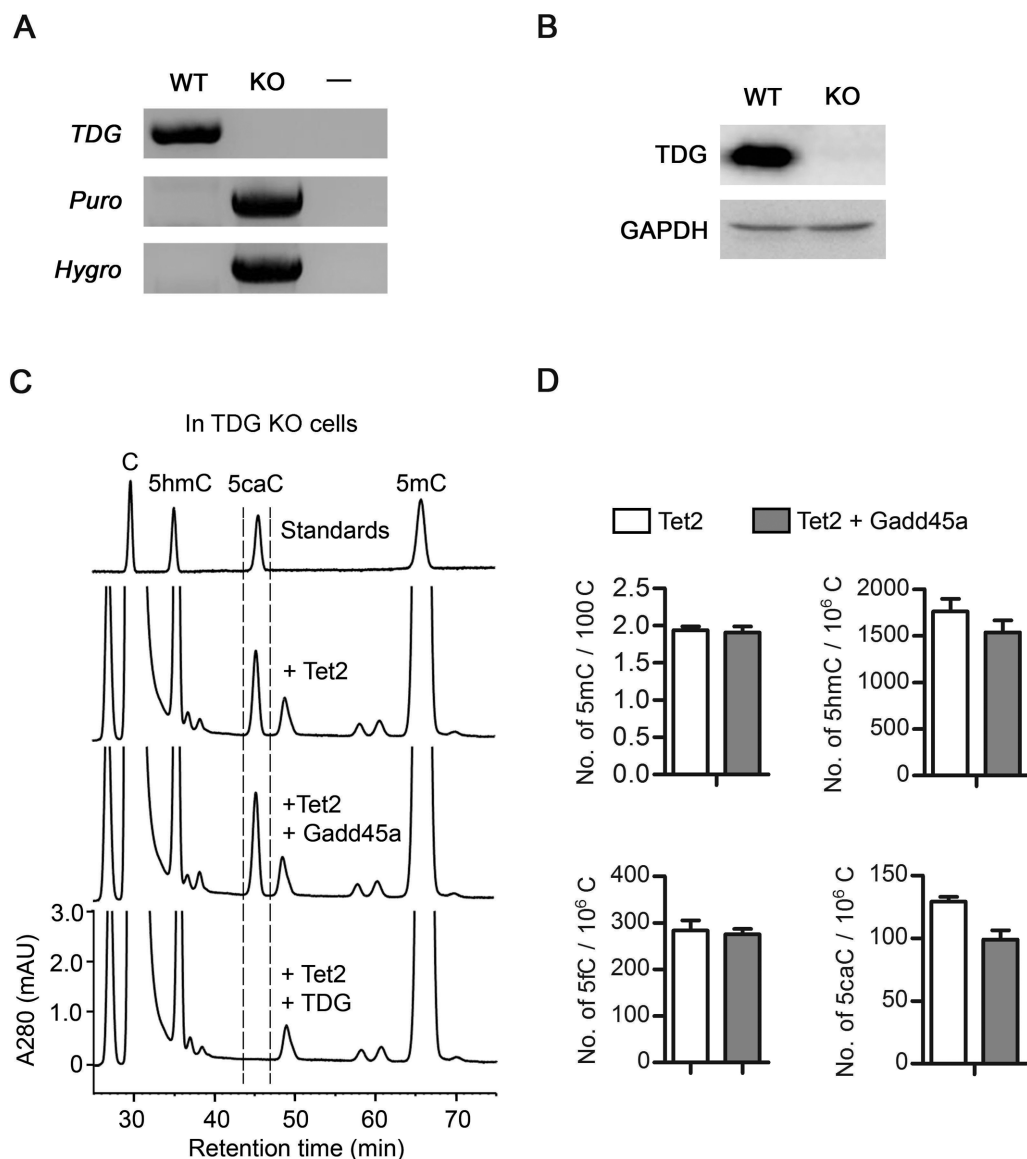 A
WT KO —
TDG
Puro
Hygro
B
WT KO
TDG
GAPDH
C
In TDG KO cells
C
5hmC
5caC
5mC
Standards
+ Tet2
+Tet2
+ Gadd45a
+ Tet2
+ TDG
3.0
2.0
1.0
0
A280 (mAU)
30 40 50 60 70
Retention time (min)
D
Tet2 Tet2 + Gadd45a
No. of 5mC / 100 C
2.5
2.0
1.5
1.0
0.5
0.0
No. of 5hmC / 10⁶ C
2000
1500
1000
500
0
No. of 5fC / 10⁶ C
400
300
200
100
0
No. of 5caC / 10⁶ C
150
100
50
0